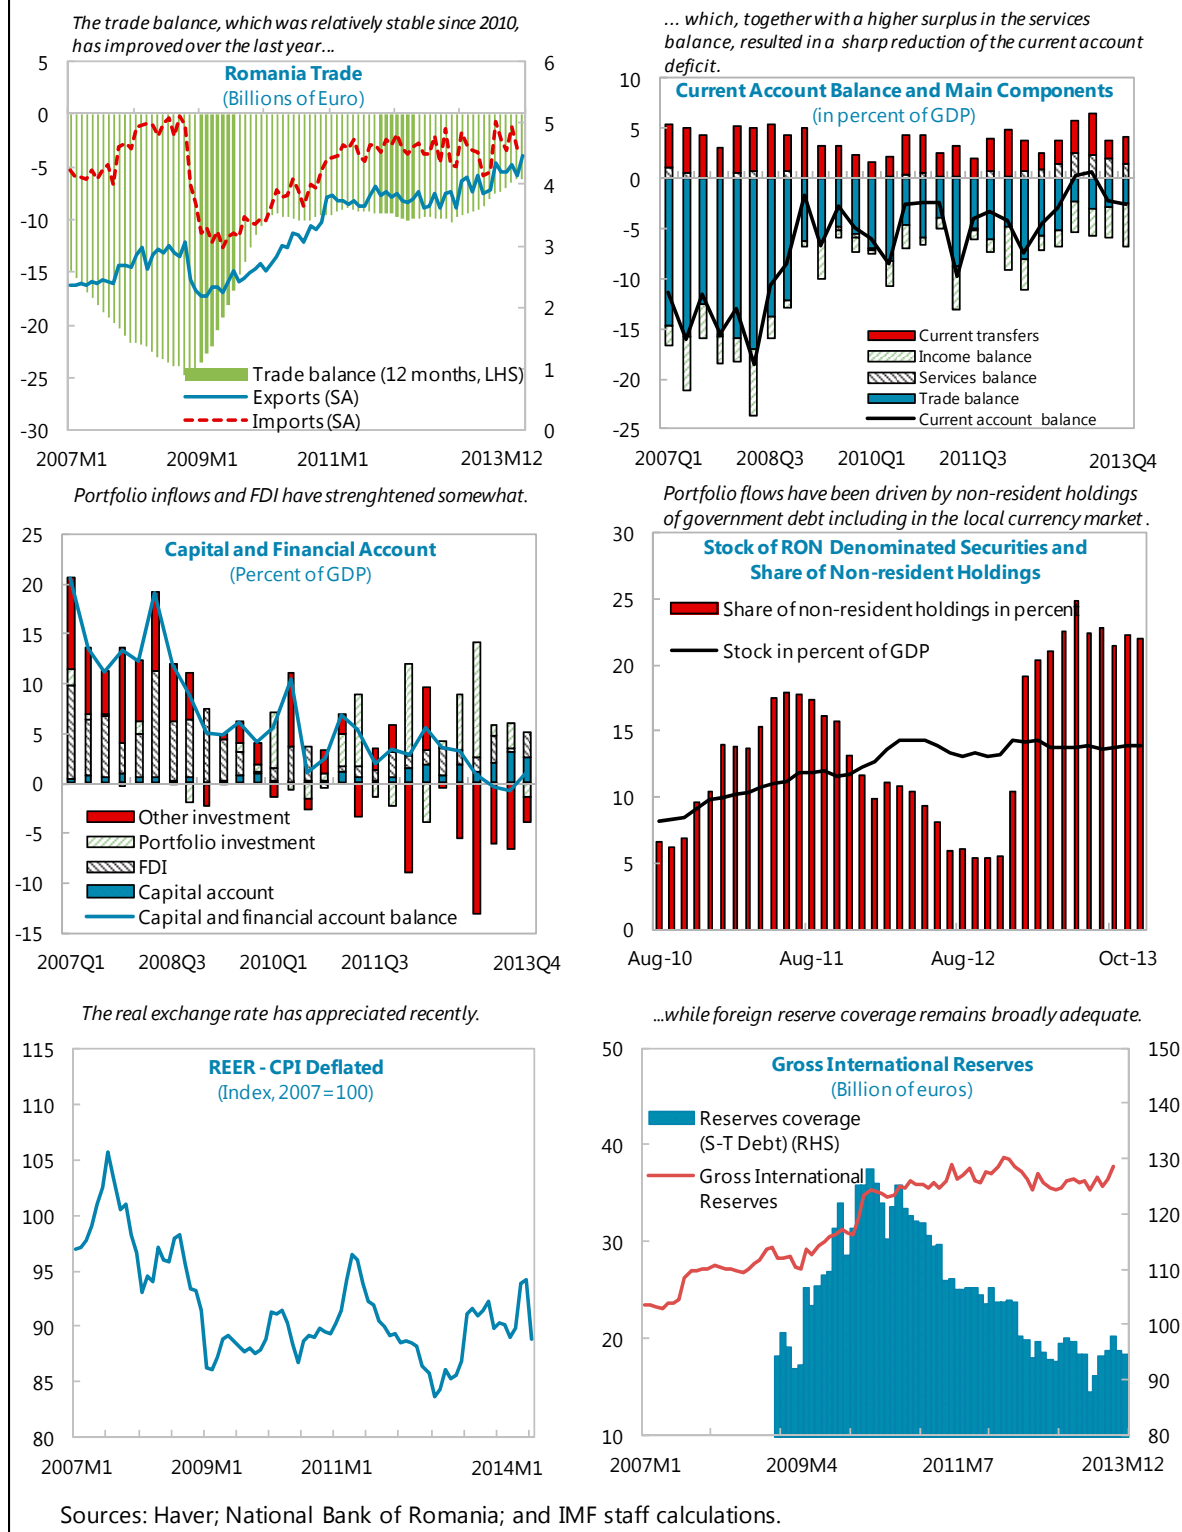 The trade balance, which was relatively stable since 2010,
has improved over the last year...
Romania Trade
(Billions of Euro)
5
0
-5
-10
-15
-20
-25
-30
6
5
4
3
2
1
0
Trade balance (12 months, LHS)
Exports (SA)
Imports (SA)
2007M1
2009M1
2011M1
2013M12
... which, together with a higher surplus in the services
balance, resulted in a sharp reduction of the current account
deficit.
Current Account Balance and Main Components
(in percent of GDP)
10
5
0
-5
-10
-15
-20
-25
Current transfers
Income balance
Services balance
Trade balance
Current account balance
2007Q1
2008Q3
2010Q1
2011Q3
2013Q4
Portfolio inflows and FDI have strenghtened somewhat.
Capital and Financial Account
(Percent of GDP)
25
20
15
10
5
0
-5
-10
-15
Other investment
Portfolio investment
FDI
Capital account
Capital and financial account balance
2007Q1
2008Q3
2010Q1
2011Q3
2013Q4
Portfolio flows have been driven by non-resident holdings
of government debt including in the local currency market .
Stock of RON Denominated Securities and
Share of Non-resident Holdings
30
25
20
15
10
5
0
Share of non-resident holdings in percent
Stock in percent of GDP
Aug-10
Aug-11
Aug-12
Oct-13
The real exchange rate has appreciated recently.
REER - CPI Deflated
(Index, 2007=100)
115
110
105
100
95
90
85
80
2007M1
2009M1
2011M1
2014M1
...while foreign reserve coverage remains broadly adequate.
Gross International Reserves
(Billion of euros)
50
40
30
20
10
150
140
130
120
110
100
90
80
Reserves coverage
(S-T Debt) (RHS)
Gross International
Reserves
2007M1
2009M4
2011M7
2013M12
Sources: Haver; National Bank of Romania; and IMF staff calculations.